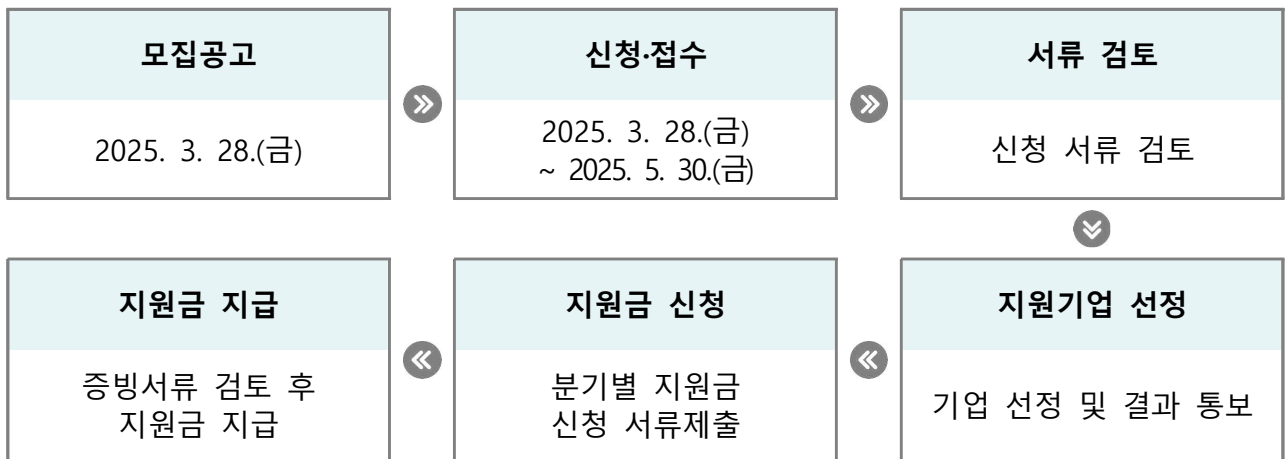 모집공고
2025. 3. 28.(금)
신청·접수
2025. 3. 28.(금)
~ 2025. 5. 30.(금)
서류 검토
신청 서류 검토
지원기업 선정
기업 선정 및 결과 통보
지원금 신청
분기별 지원금
신청 서류제출
지원금 지급
증빙서류 검토 후
지원금 지급